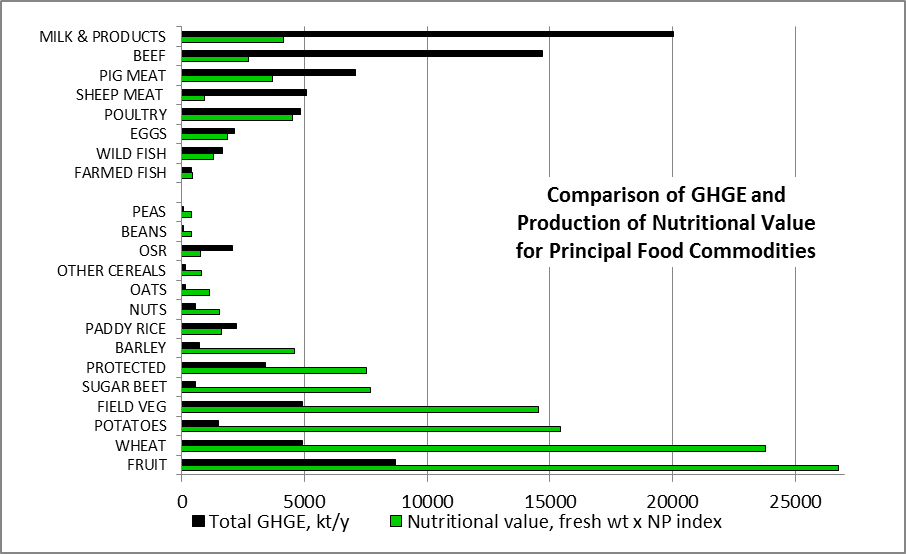 MILK & PRODUCTS
BEEF
PIG MEAT
SHEEP MEAT
POULTRY
EGGS
WILD FISH
FARMED FISH
Comparison of GHGE and
Production of Nutritional Value
for Principal Food Commodities
PEAS
BEANS
OSR
OTHER CEREALS
OATS
NUTS
PADDY RICE
BARLEY
PROTECTED
SUGAR BEET
FIELD VEG
POTATOES
WHEAT
FRUIT
0 5000 10000 15000 20000 25000
Total GHGE, kt/y Nutritional value, fresh wt x NP index